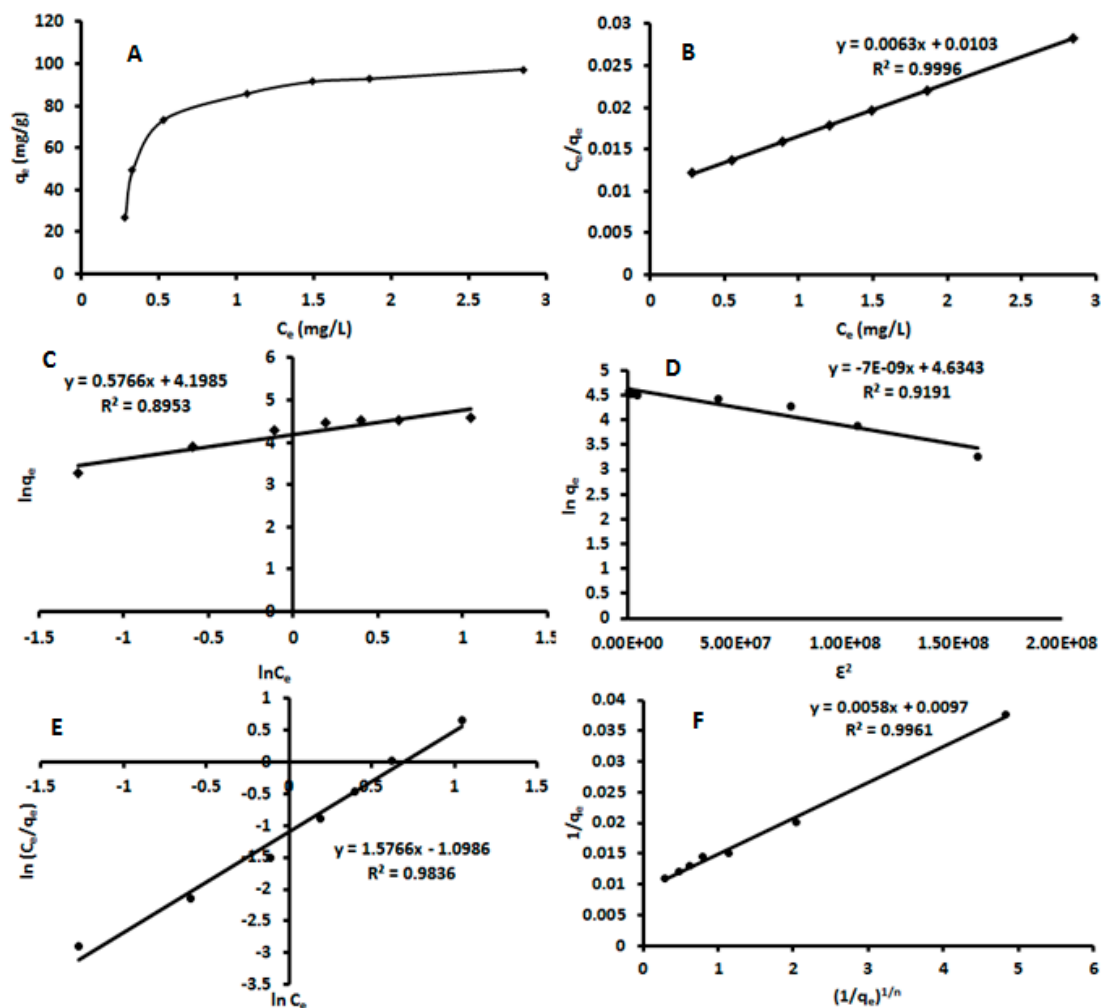 A
120
100
80
60
40
20
0
qe (mg/g)
0 0.5 1 1.5 2 2.5 3
Ce (mg/L)
B
y = 0.0063x + 0.0103
R² = 0.9996
0.03
0.025
0.02
0.015
0.01
0.005
0
Ce/qe
0 0.5 1 1.5 2 2.5 3
Ce (mg/L)
C
y = 0.5766x + 4.1985
R² = 0.8953
6
5
4
3
2
1
0
lnqe
-1.5 -1 -0.5 0 0.5 1 1.5
lnCe
D
y = -7E-09x + 4.6343
R² = 0.9191
5
4.5
4
3.5
3
2.5
2
1.5
1
0.5
0
ln qe
0.00E+00 5.0E+07 1.00E+08 1.50E+08 2.00E+08
Ɛ²
E
1
0.5
0
-0.5
-1
-1.5
-2
-2.5
-3
-3.5
ln (Ce/qe)
-1.5 -1 -0.5 0 0.5 1 1.5
y = 1.5766x - 1.0986
R² = 0.9836
ln Ce
F
y = 0.0058x + 0.0097
R² = 0.9961
0.04
0.035
0.03
0.025
0.02
0.015
0.01
0.005
0
1/qe
0 1 2 3 4 5 6
(1/qe)1/n